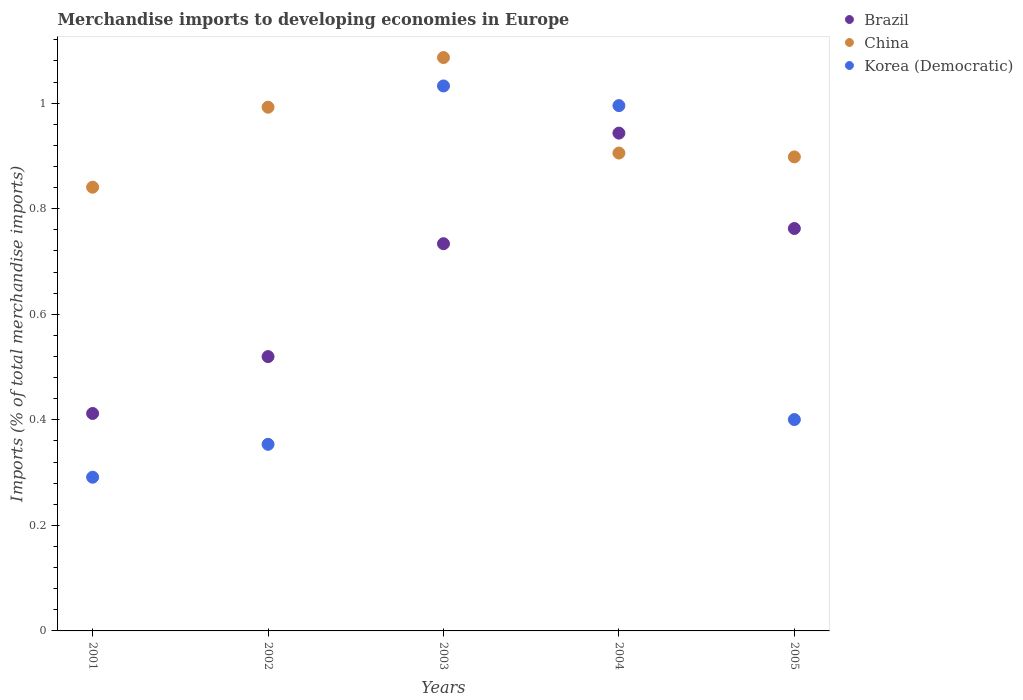 Merchandise imports to developing economies in Europe
Brazil
China
Korea (Democratic)
Imports (% of total merchandise imports)
1
0.8
0.6
0.4
0.2
0
2001
2002
2003
2004
2005
Years